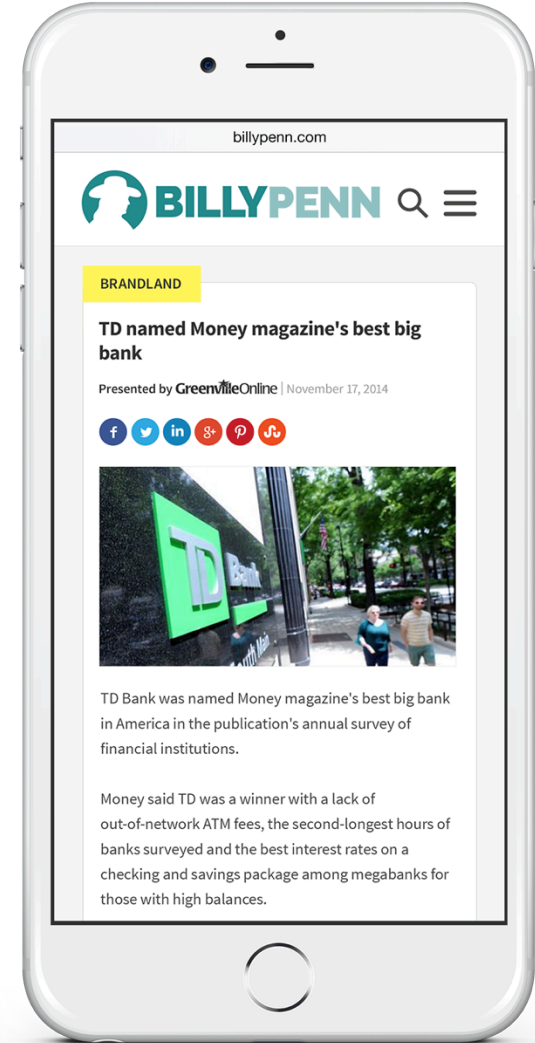 billypenn.com
BILLYPENN
BRANDLAND
TD named Money magazine's best big
bank
Presented by GreenvilleOnline | November 17, 2014
f in g+
TD Bank
th Main
TD Bank was named Money magazine's best big bank
in America in the publication's annual survey of
financial institutions.
Money said TD was a winner with a lack of
out-of-network ATM fees, the second-longest hours of
banks surveyed and the best interest rates on a
checking and savings package among megabanks for
those with high balances.